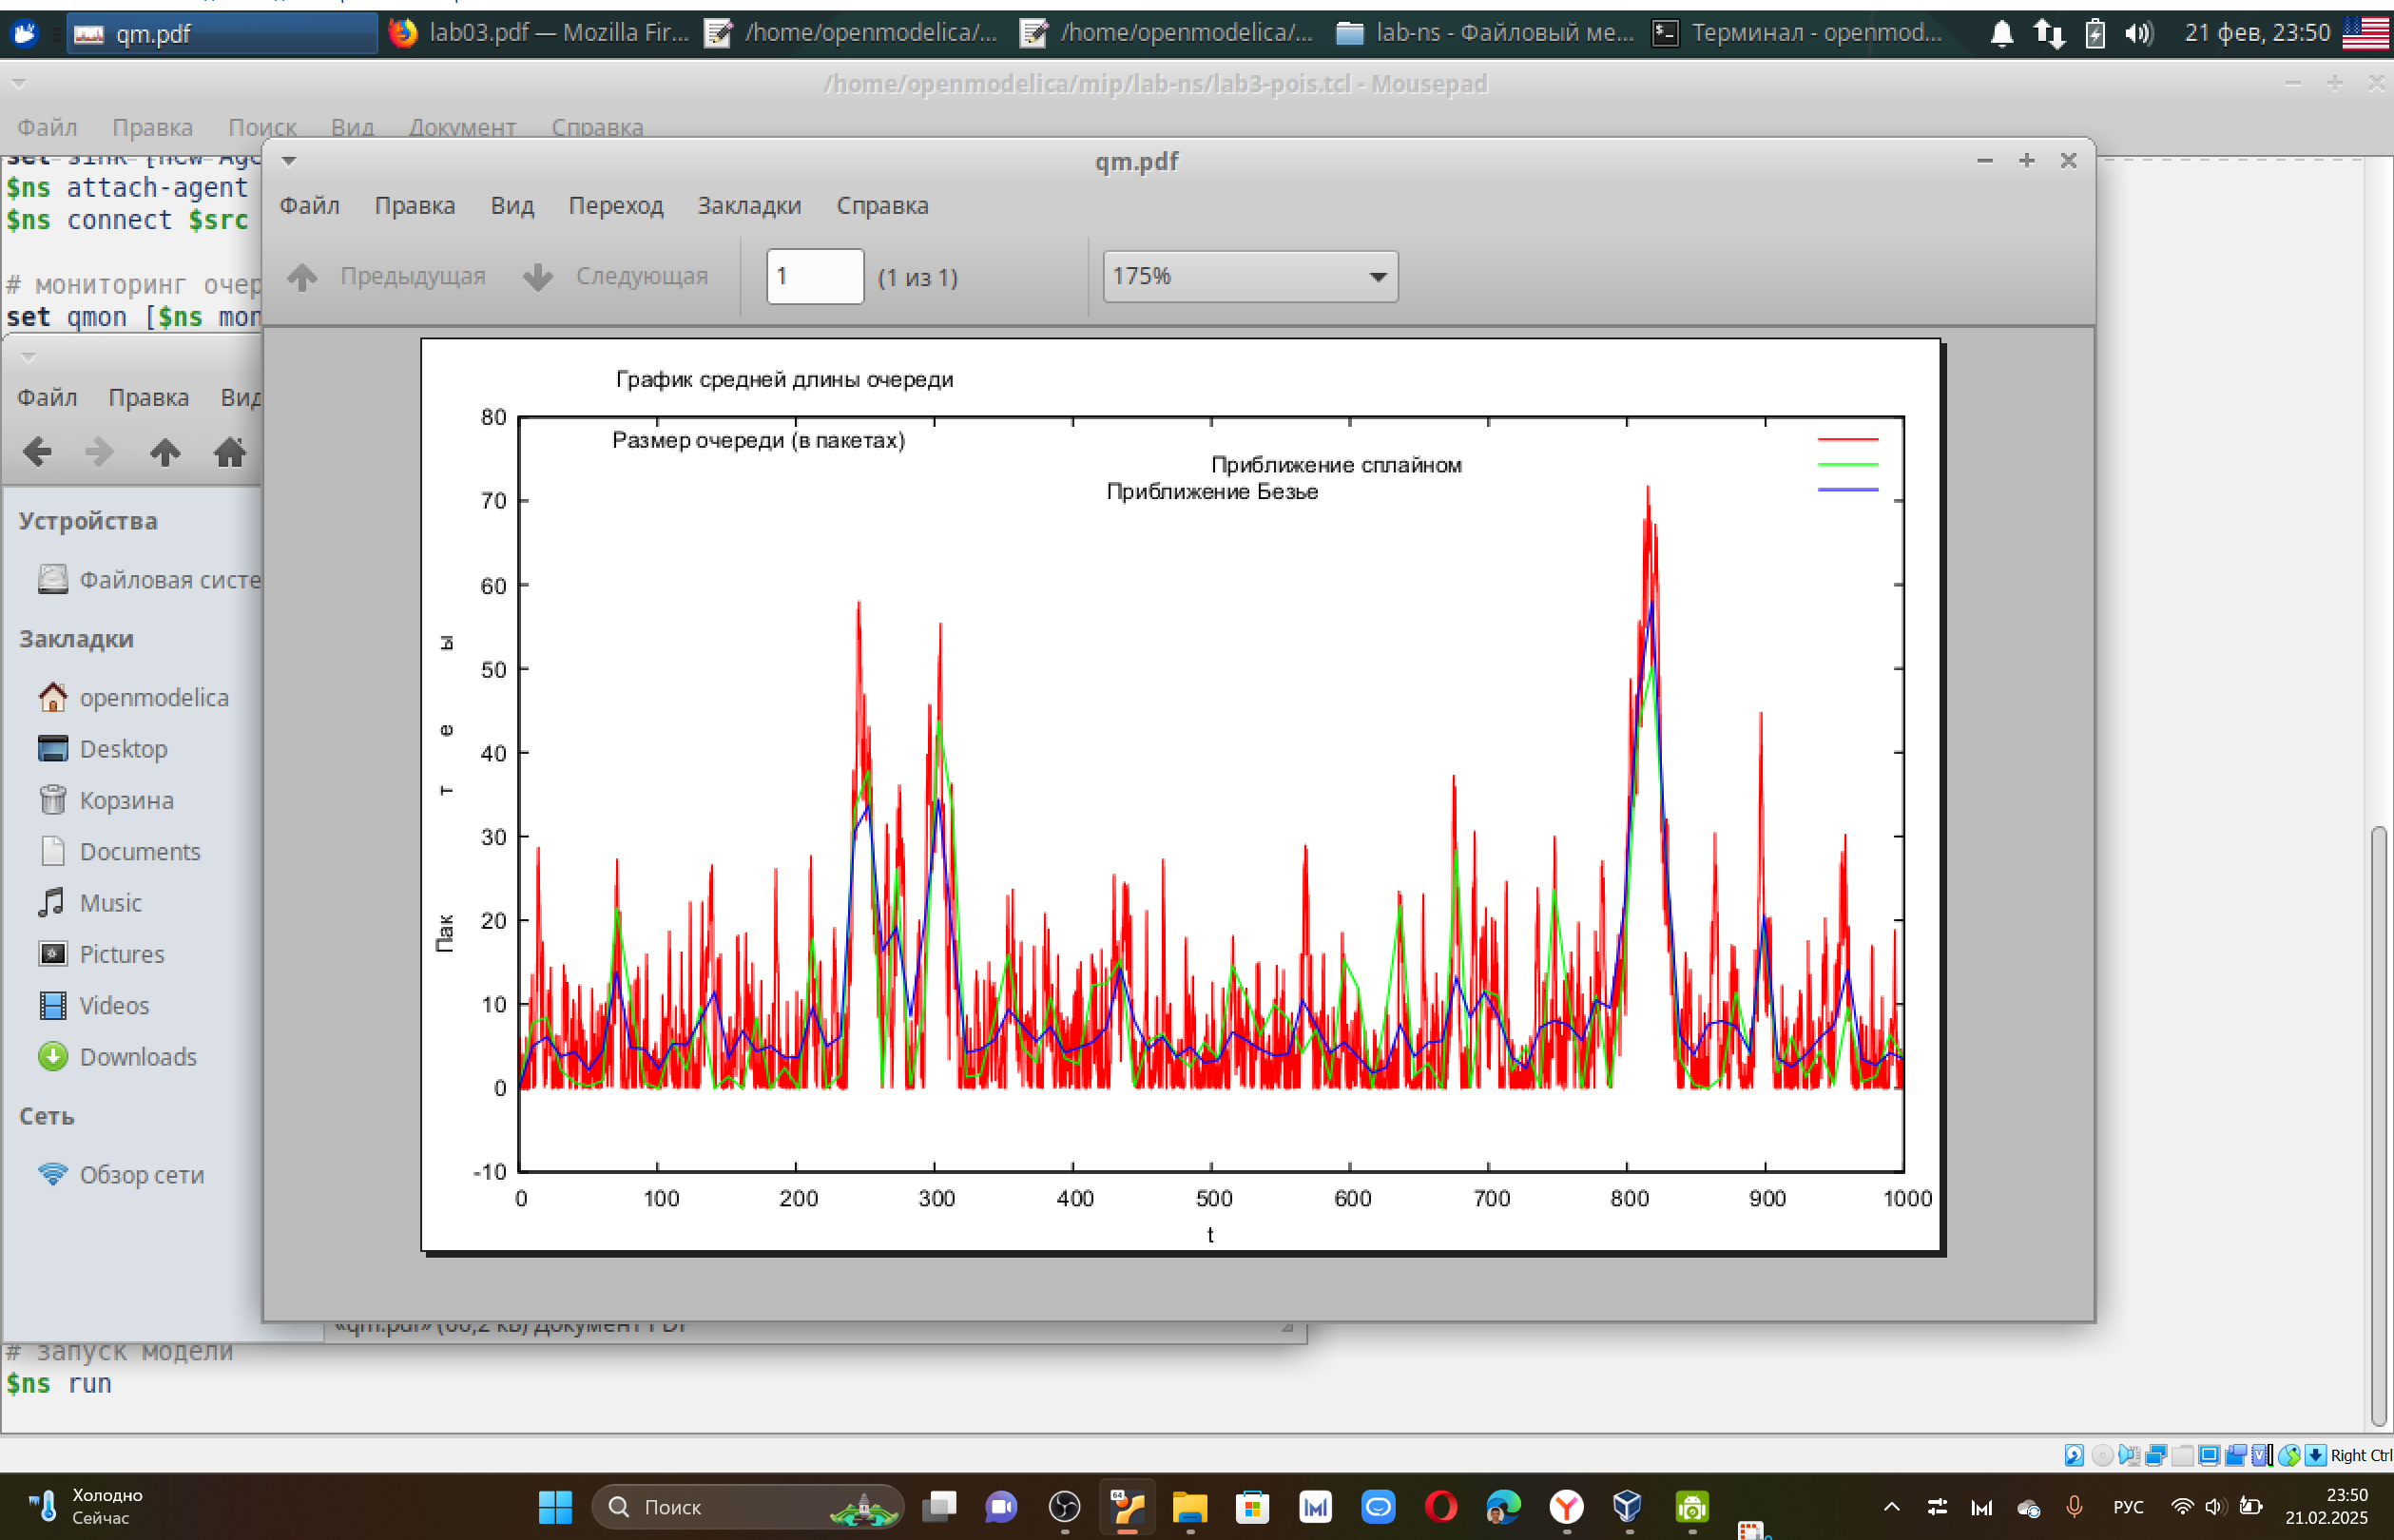 qm.pdf
lab03.pdf — Mozilla Fir...
/home/openmodelica/...
/home/openmodelica/...
lab-ns - Файловый ме...
Терминал - openmod...
21 фев, 23:50
/home/openmodelica/mip/lab-ns/lab3-pois.tcl - Mousepad
Файл Правка Поиск Вид Документ Справка
$ns attach-agent
$ns connect $src
# мониторинг очер
set qmon [$ns mon
qm.pdf
Файл Правка Вид Переход Закладки Справка
Предыдущая Следующая 1 (1 из 1) 175%
Файл Правка Вид
Устройства
Файловая систе
Закладки
openmodelica
Desktop
Корзина
Documents
Music
Pictures
Videos
Downloads
Сеть
Обзор сети
График средней длины очереди
Размер очереди (в пакетах)
Приближение сплайном
Приближение Безье
80
70
60
50
40
30
20
10
0
-10
Пак т е ы
0 100 200 300 400 500 600 700 800 900 1000
t
«qm.pdf» (66,2 кБ) документ PDF
# запуск модели
$ns run
Right Ctrl
Холодно
Сейчас
Поиск
64
РУС
23:50
21.02.2025